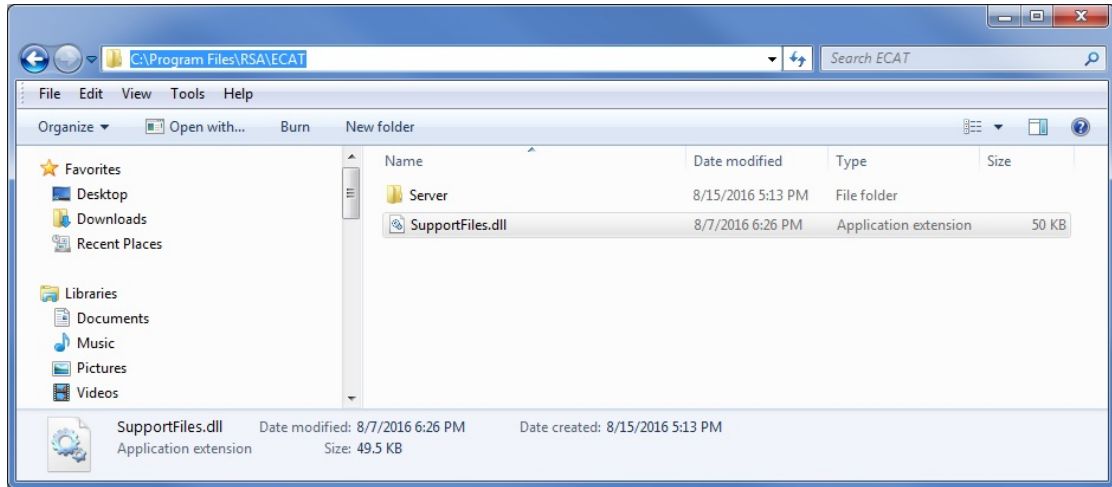 C:\Program Files\RSA\ECAT
Search ECAT
File Edit View Tools Help
Organize Open with... Burn New folder
Name Date modified Type Size
Favorites
Desktop
Downloads
Recent Places
Libraries
Documents
Music
Pictures
Videos
Server 8/15/2016 5:13 PM File folder
SupportFiles.dll 8/7/2016 6:26 PM Application extension 50 KB
SupportFiles.dll Date modified: 8/7/2016 6:26 PM Date created: 8/15/2016 5:13 PM
Application extension Size: 49.5 KB